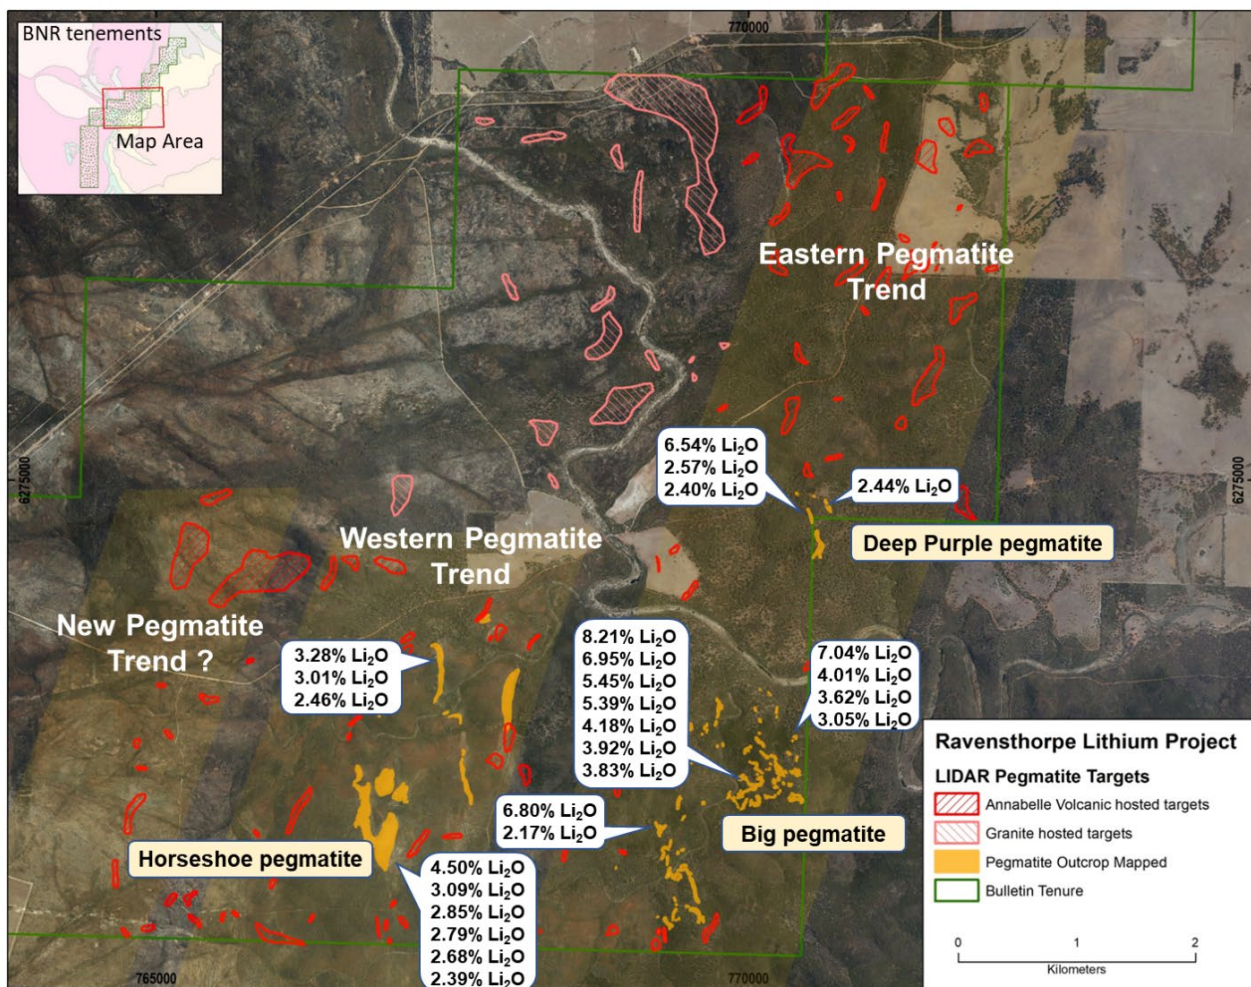 BNR tenements
Map Area
770000
Eastern Pegmatite
Trend
6275000
6275000
6.54% Li₂O
2.57% Li₂O
2.40% Li₂O
2.44% Li₂O
Deep Purple pegmatite
Western Pegmatite
Trend
New Pegmatite
Trend ?
3.28% Li₂O
3.01% Li₂O
2.46% Li₂O
8.21% Li₂O
6.95% Li₂O
5.45% Li₂O
5.39% Li₂O
4.18% Li₂O
3.92% Li₂O
3.83% Li₂O
7.04% Li₂O
4.01% Li₂O
3.62% Li₂O
3.05% Li₂O
6.80% Li₂O
2.17% Li₂O
Big pegmatite
Horseshoe pegmatite
4.50% Li₂O
3.09% Li₂O
2.85% Li₂O
2.79% Li₂O
2.68% Li₂O
2.39% Li₂O
765000
770000
Ravensthorpe Lithium Project
LIDAR Pegmatite Targets
Annabelle Volcanic hosted targets
Granite hosted targets
Pegmatite Outcrop Mapped
Bulletin Tenure
0 1 2
Kilometers